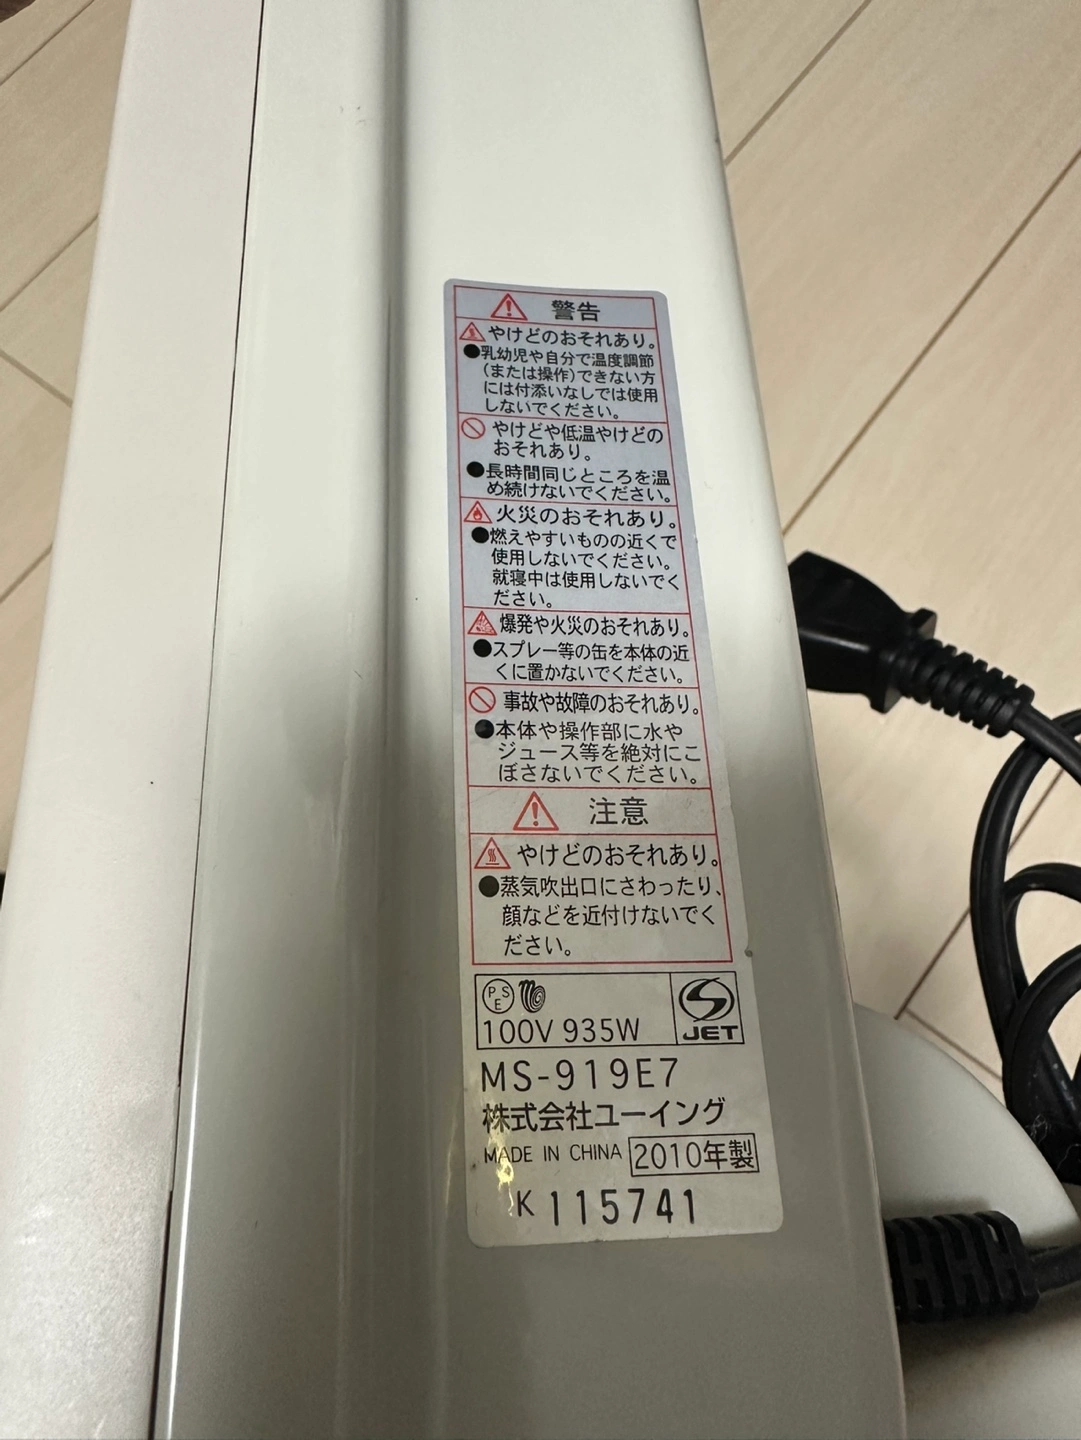 警告
やけどのおそれあり。
●乳幼児や自分で温度調節
(または操作)できない方
には付添いなしでは使用
しないでください。
やけどや低温やけどの
おそれあり。
●長時間同じところを温
め続けないでください。
火災のおそれあり。
●燃えやすいものの近くで
使用しないでください。
就寝中は使用しないでく
ださい。
爆発や火災のおそれあり。
●スプレー等の缶を本体の近
くに置かないでください。
事故や故障のおそれあり。
●本体や操作部に水や
ジュース等を絶対にこ
ぼさないでください。
注意
やけどのおそれあり。
●蒸気吹出口にさわったり、
顔などを近付けないでく
ださい。
PSE
100V 935W
JET
MS-919E7
株式会社ユーイング
MADE IN CHINA 2010年製
K 115741